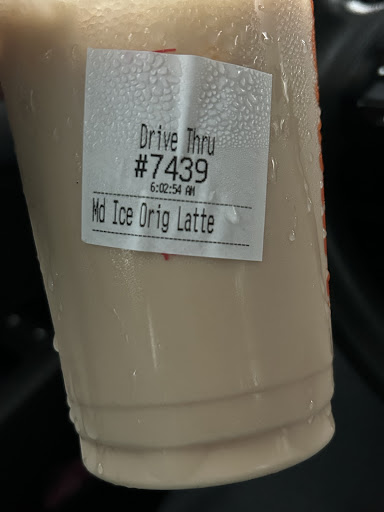 Drive Thru
#7439
6:02:54 AM
Md Ice Orig Latte